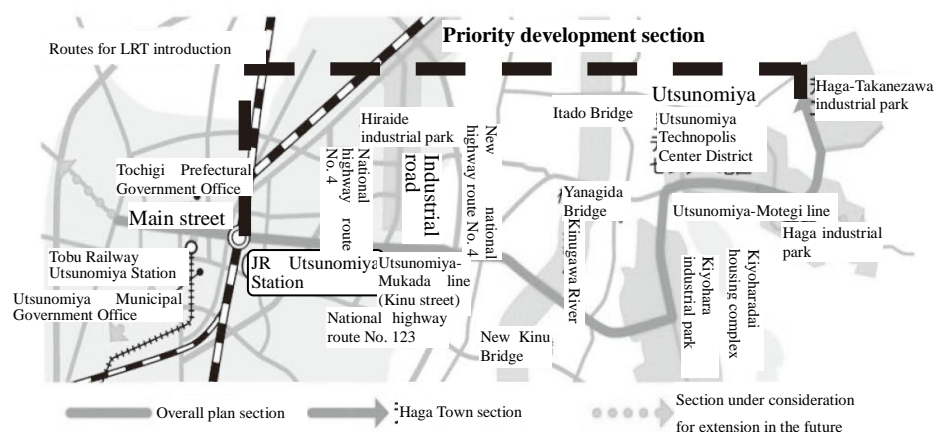 Routes for LRT introduction
Priority development section
Haga-Takanezawa
industrial park
Utsunomiya
Utsunomiya
Technopolis
Center District
Itado Bridge
Hiraide
industrial park
National
highway route
No. 4
Industrial
road
New national
highway route No. 4
Tochigi Prefectural
Government Office
Main street
Yanagida
Bridge
Kinugawa River
Utsunomiya-Motegi line
Haga industrial
park
Tobu Railway
Utsunomiya Station
JR Utsunomiya
Station
Utsunomiya-
Mukada line
(Kinu street)
Utsunomiya Municipal
Government Office
National highway
route No. 123
New Kinu
Bridge
Kiyohara
industrial park
Kiyoharadai
housing complex
Overall plan section
Haga Town section
Section under consideration
for extension in the future